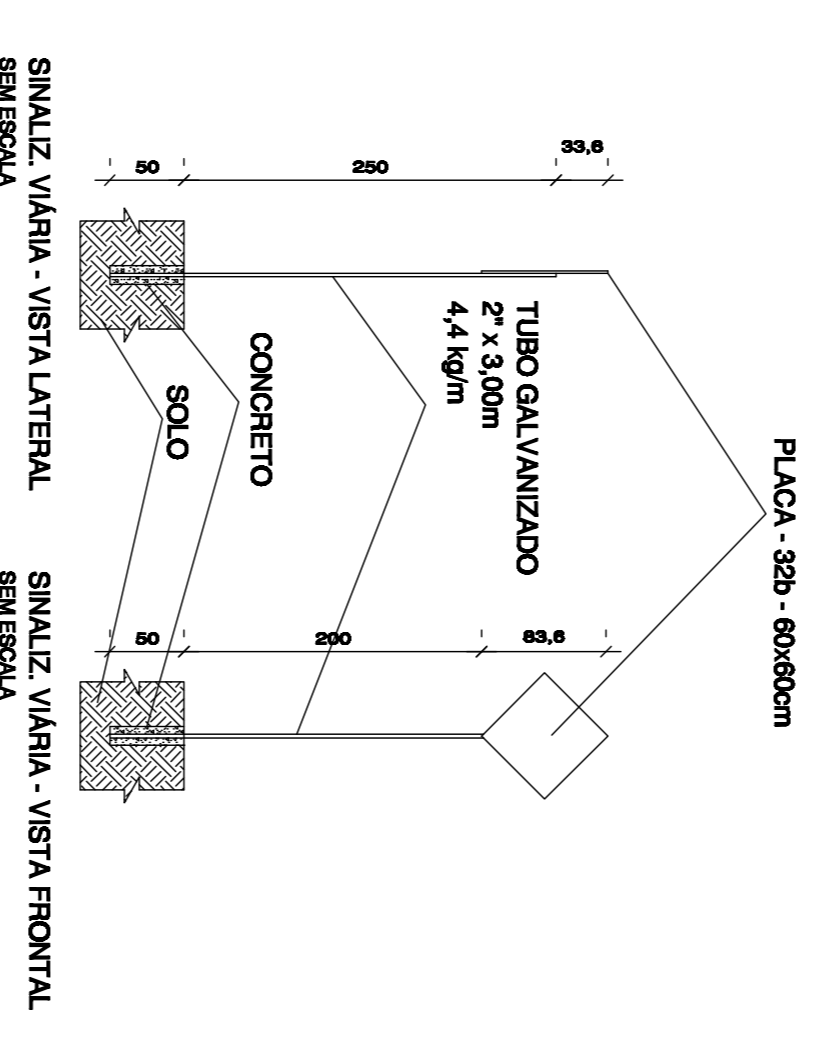 PLACA - 32b - 60x60cm
TUBO GALVANIZADO
2" x 3,00m
4,4 kg/m
CONCRETO
SOLO
33,6
250
50
83,6
200
50
SINALIZ. VIÁRIA - VISTA LATERAL
SEM ESCALA
SINALIZ. VIÁRIA - VISTA FRONTAL
SEM ESCALA